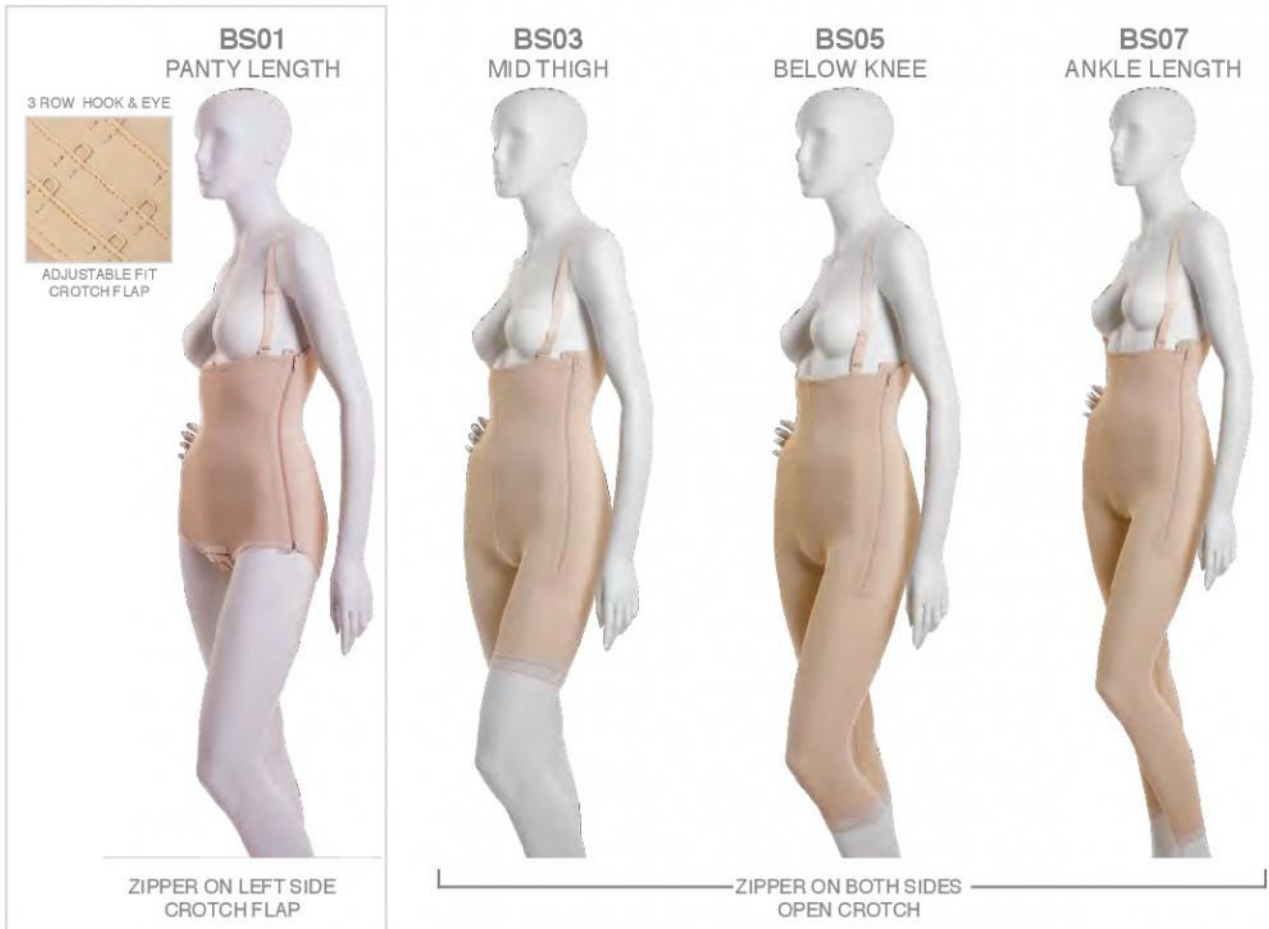 BS01
PANTY LENGTH
3 ROW HOOK & EYE
ADJUSTABLE FIT
CROTCH FLAP
ZIPPER ON LEFT SIDE
CROTCH FLAP
BS03
MID THIGH
BS05
BELOW KNEE
BS07
ANKLE LENGTH
ZIPPER ON BOTH SIDES
OPEN CROTCH